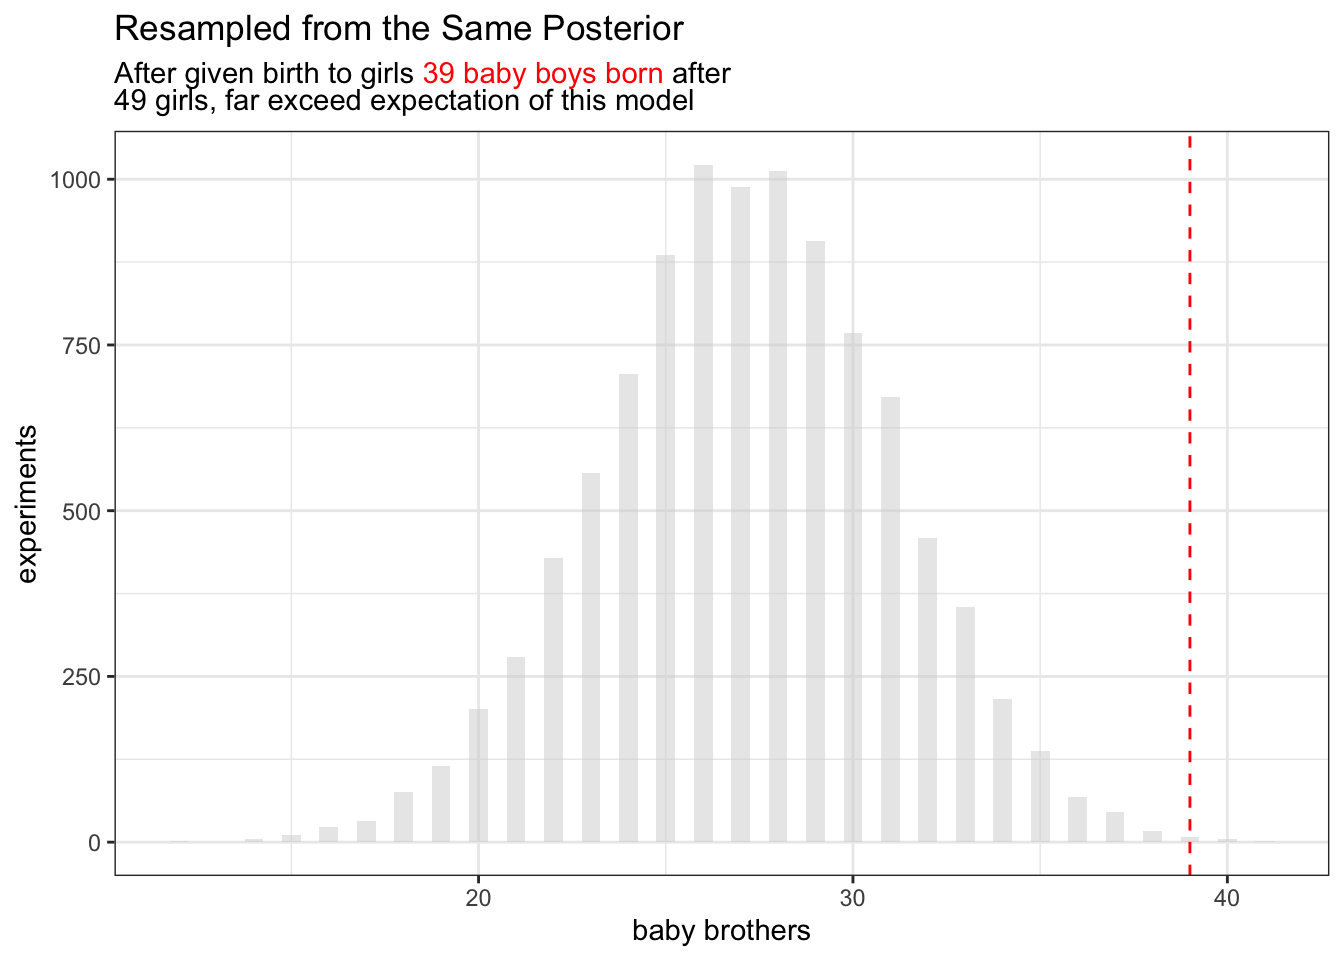 Resampled from the Same Posterior
After given birth to girls 39 baby boys born after
49 girls, far exceed expectation of this model
1000
750
500
250
0
experiments
20
30
40
baby brothers